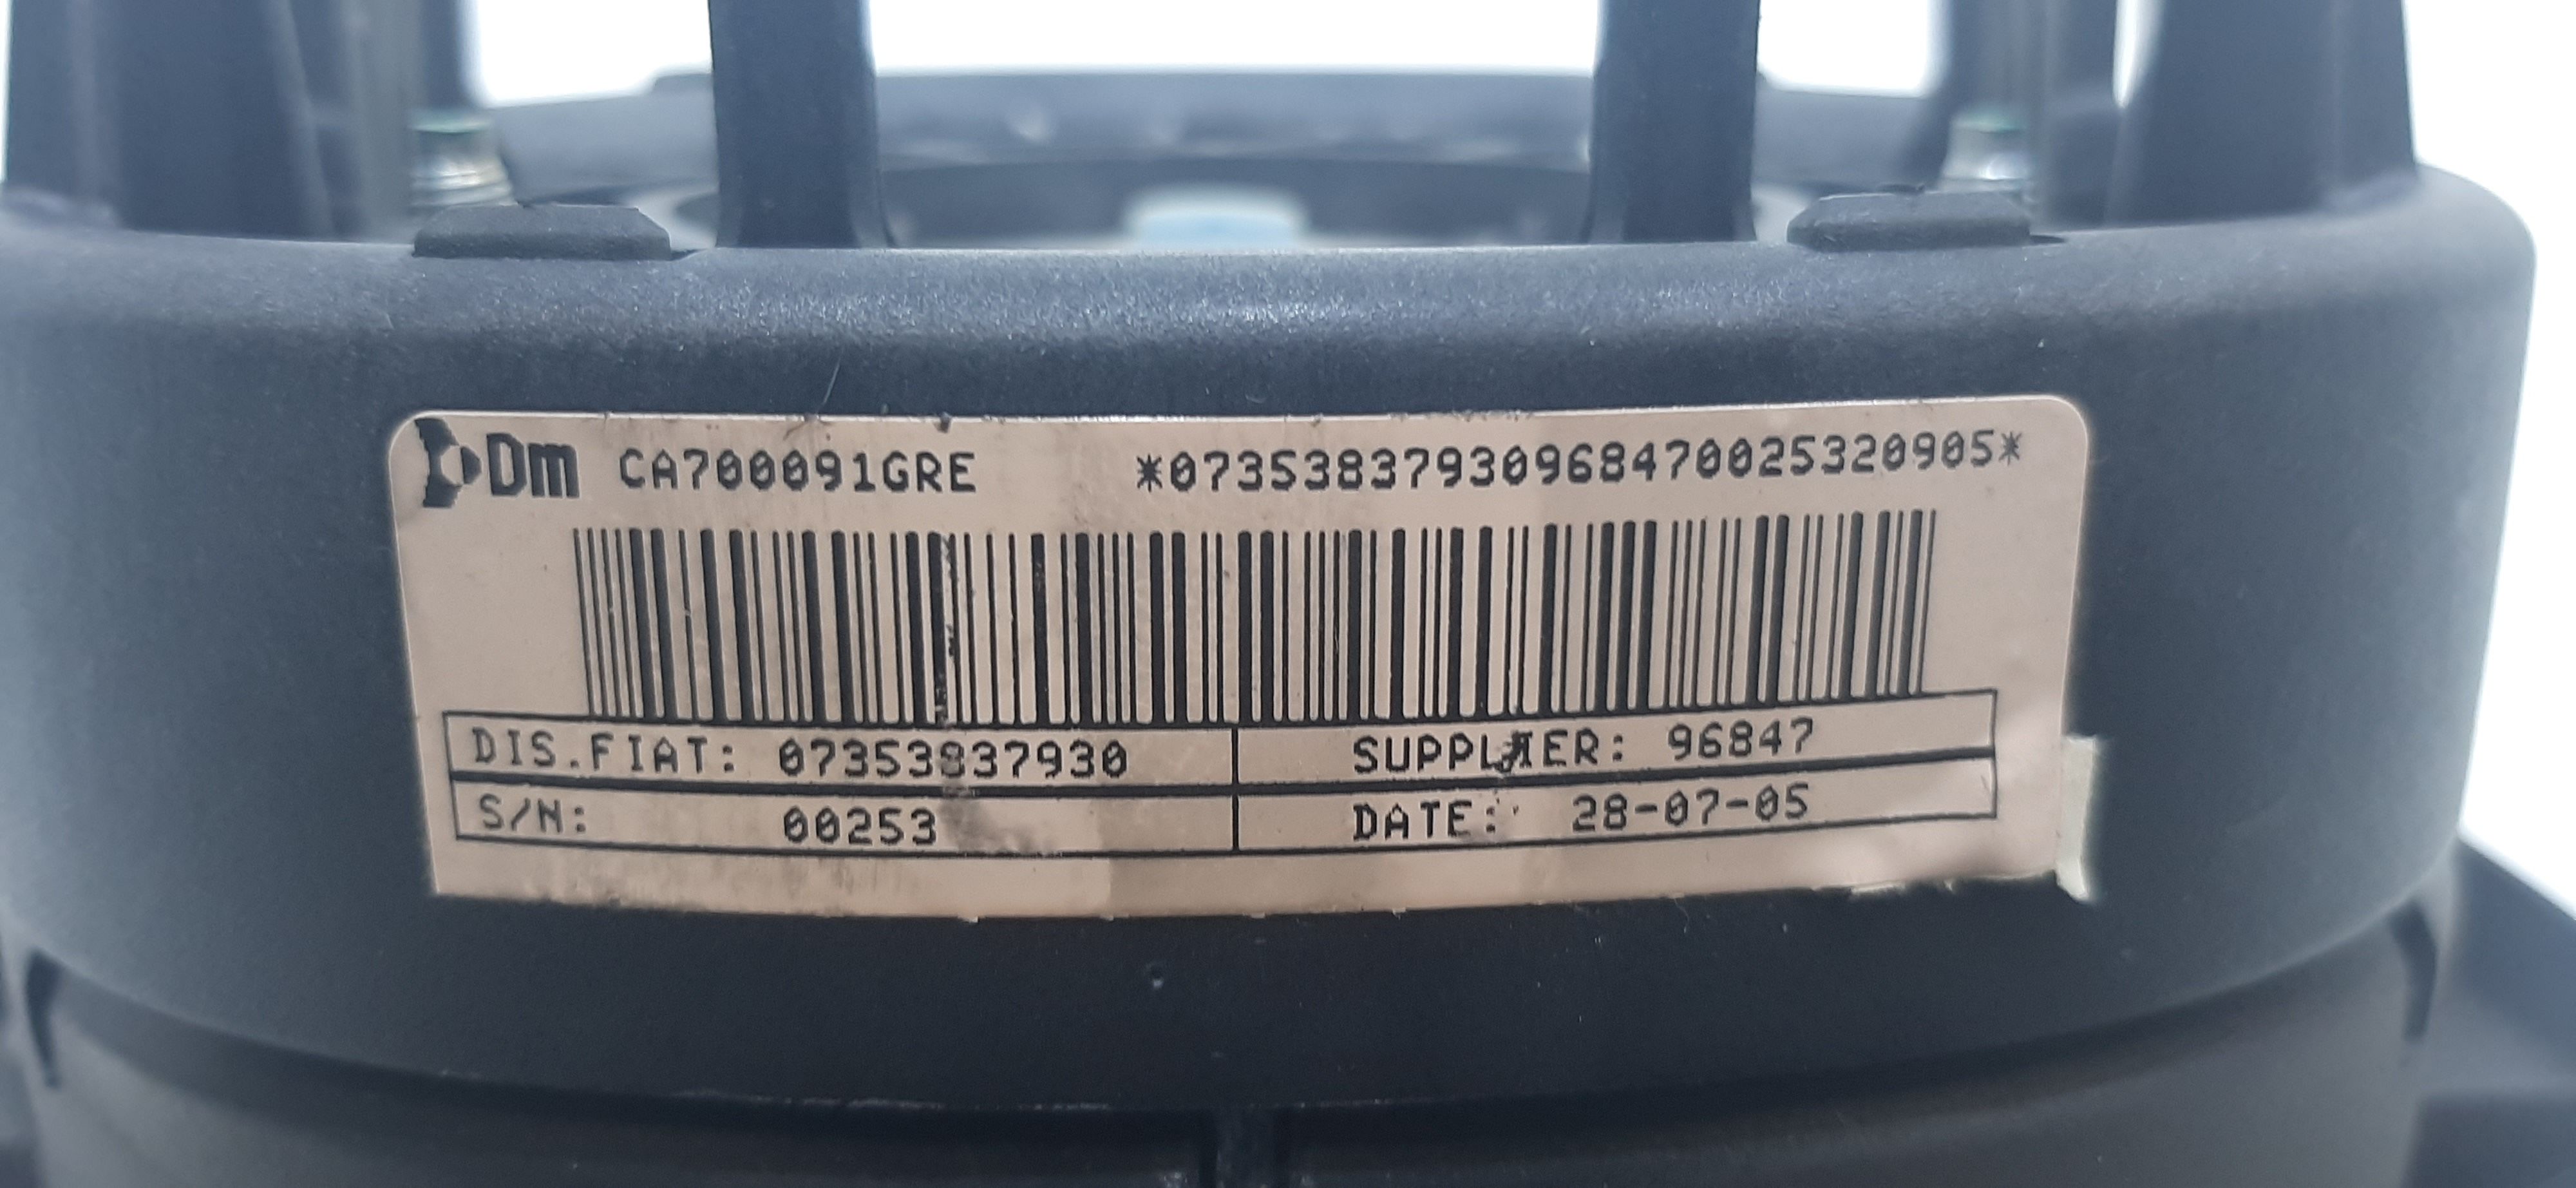 Dm CA700091GRE *07353837930968470025320905*
DIS.FIAT: 07353837930 SUPPLIER: 96847
S/N: 00253 DATE: 28-07-05